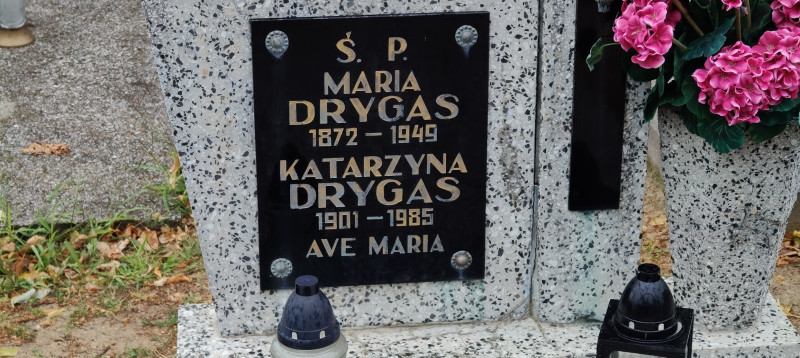 Ś. P.
MARIA
DRYGAS
1872 – 1949
KATARZYNA
DRYGAS
1901 – 1985
AVE MARIA